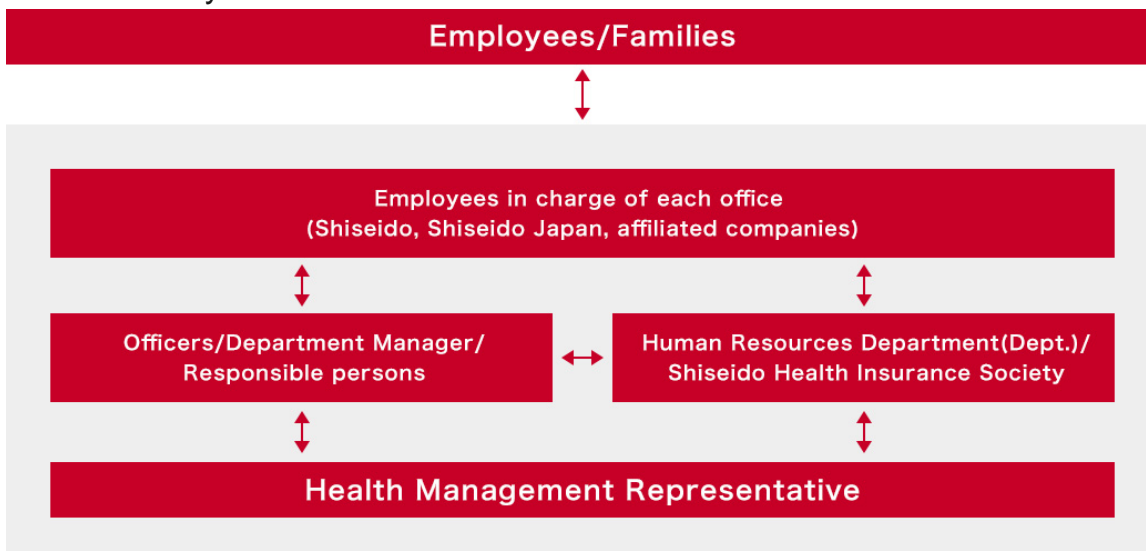 Employees/Families
Employees in charge of each office
(Shiseido, Shiseido Japan, affiliated companies)
Officers/Department Manager/
Responsible persons
Human Resources Department(Dept.)/
Shiseido Health Insurance Society
Health Management Representative